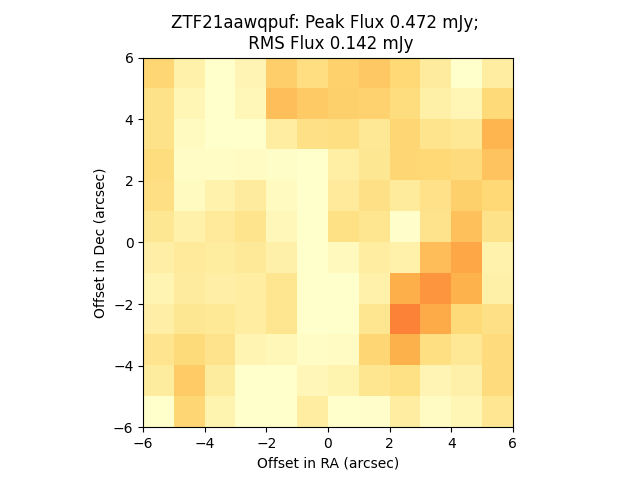 ZTF21aawqpuf: Peak Flux 0.472 mJy;
RMS Flux 0.142 mJy
6
4
2
0
−2
−4
−6
Offset in Dec (arcsec)
−6 −4 −2 0 2 4 6
Offset in RA (arcsec)